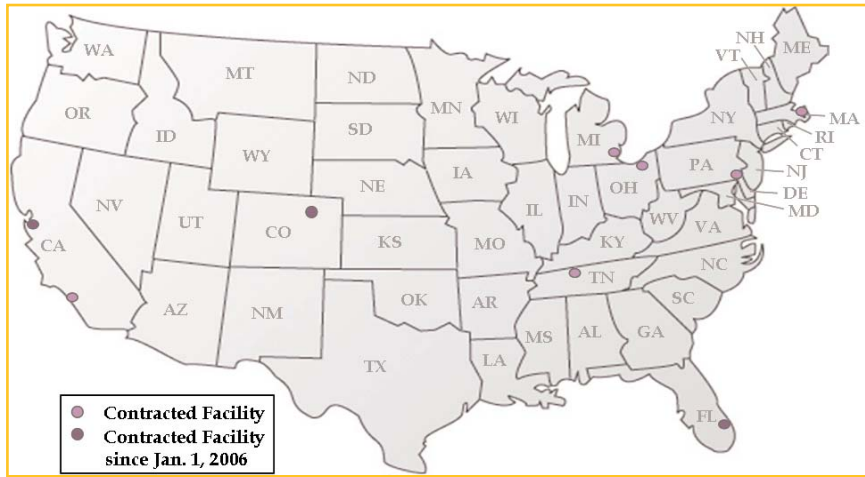 WA
MT
ND
MN
OR
ID
SD
WI
MI
NY
VT
NH
ME
MA
RI
CT
WY
IA
PA
NJ
NE
OH
DE
MD
NV
UT
CO
IL
IN
WV
VA
CA
KS
MO
KY
NC
TN
AZ
NM
OK
AR
SC
MS
AL
GA
TX
LA
FL
Contracted Facility
Contracted Facility
since Jan. 1, 2006